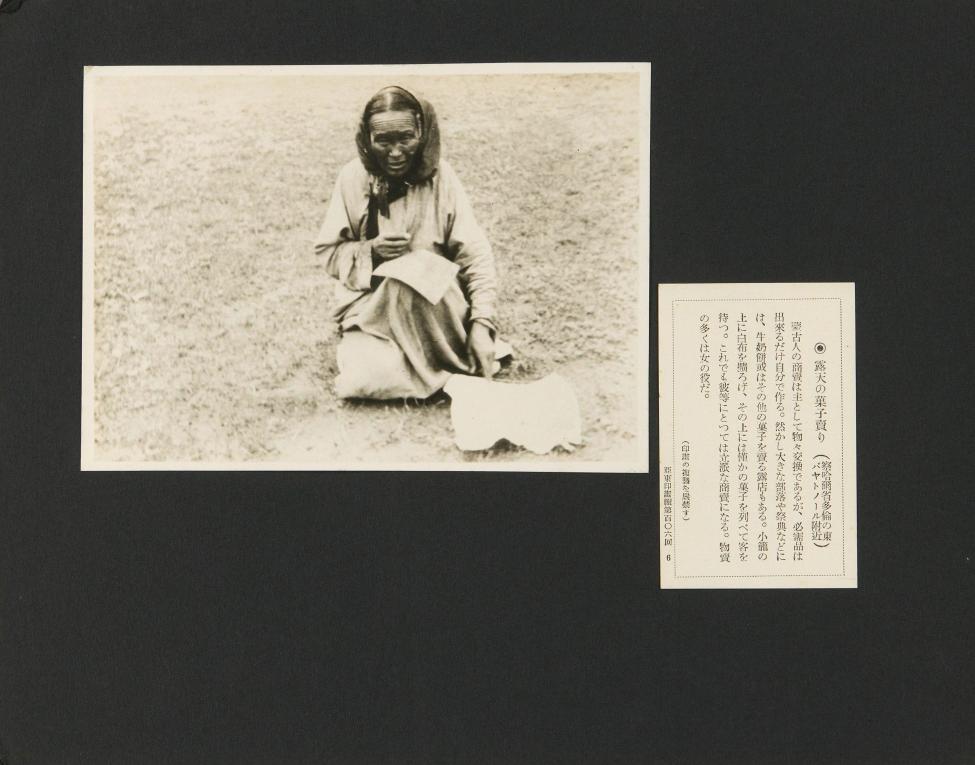 ◉ 露天の菓子賣り (察哈爾省多倫の東
バヤトノール附近)
蒙古人の商賣は主として物々交換であるが、必需品は
出來るだけ自分で作る。然かし大きな部落や祭典などに
は、牛奶餅或はその他の菓子を賣る露店もある。小籠の
上に白布を擴ろげ、その上には僅かの菓子を列べて客を
待つ。これでも彼等にとつては立派な商賣になる。物賣
の多くは女の役だ。
(印畫の複製を嚴禁す)
亞東印畫輯第百〇六回 6